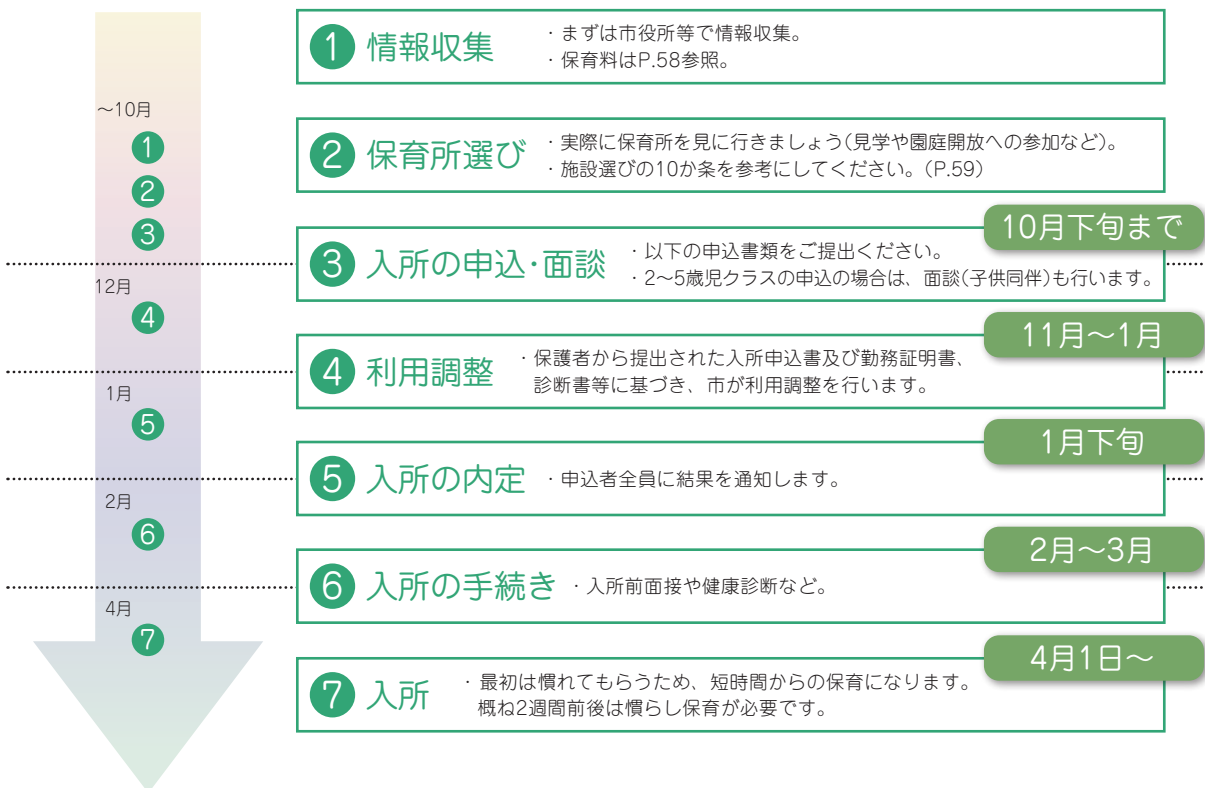 ～10月
①
②
③
12月
④
1月
⑤
2月
⑥
4月
⑦
① 情報収集
・まずは市役所等で情報収集。
・保育料はP.58参照。
② 保育所選び
・実際に保育所を見に行きましょう(見学や園庭開放への参加など)。
・施設選びの10か条を参考にしてください。(P.59)
10月下旬まで
③ 入所の申込・面談
・以下の申込書類をご提出ください。
・2～5歳児クラスの申込の場合は、面談(子供同伴)も行います。
11月～1月
④ 利用調整
・保護者から提出された入所申込書及び勤務証明書、
診断書等に基づき、市が利用調整を行います。
1月下旬
⑤ 入所の内定
・申込者全員に結果を通知します。
2月～3月
⑥ 入所の手続き
・入所前面接や健康診断など。
4月1日～
⑦ 入所
・最初は慣れてもらうため、短時間からの保育になります。
概ね2週間前後は慣らし保育が必要です。